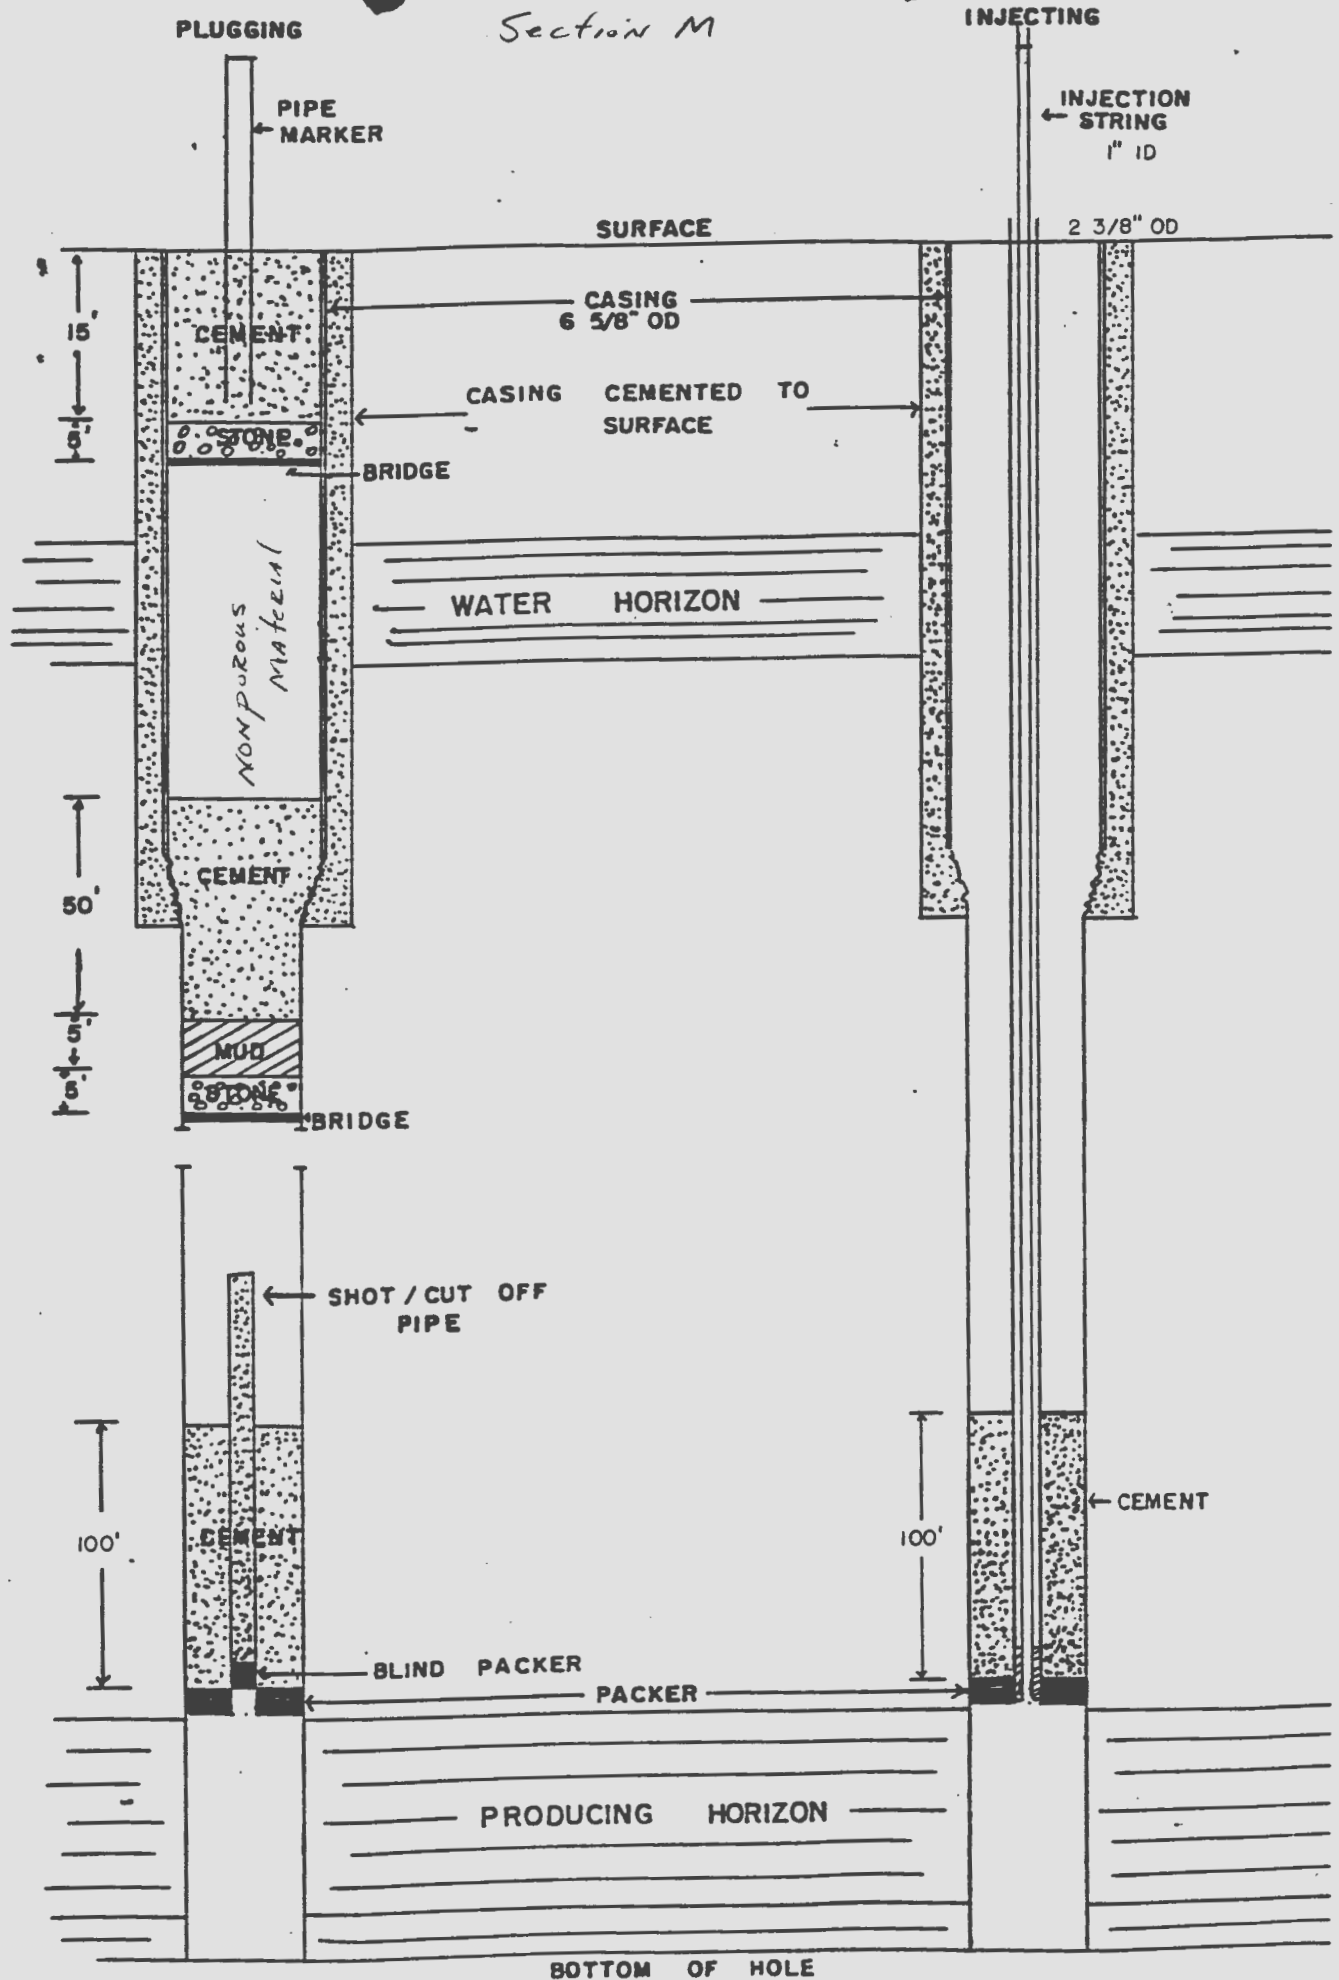 Section M
PLUGGING
INJECTING
PIPE
MARKER
INJECTION
STRING
1" ID
SURFACE
2 3/8" OD
15'
CEMENT
CASING
6 5/8" OD
CASING CEMENTED TO
SURFACE
5'
STONE
BRIDGE
WATER HORIZON
NONPOROUS
MATERIAL
50'
CEMENT
5'
MUD
5'
STONE
BRIDGE
SHOT / CUT OFF
PIPE
100'
CEMENT
100'
CEMENT
BLIND PACKER
PACKER
PRODUCING HORIZON
BOTTOM OF HOLE